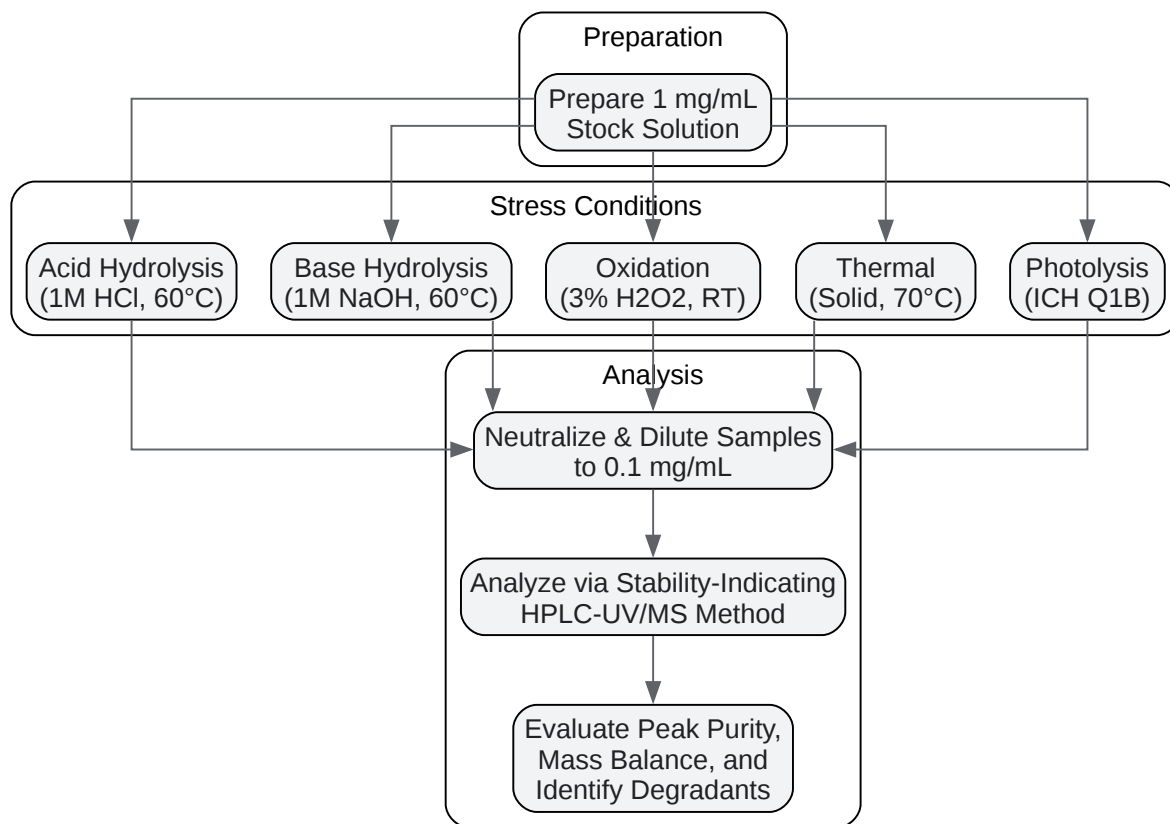 Preparation
Prepare 1 mg/mL
Stock Solution
Stress Conditions
Acid Hydrolysis
(1M HCl, 60°C)
Base Hydrolysis
(1M NaOH, 60°C)
Oxidation
(3% H2O2, RT)
Thermal
(Solid, 70°C)
Photolysis
(ICH Q1B)
Analysis
Neutralize & Dilute Samples
to 0.1 mg/mL
Analyze via Stability-Indicating
HPLC-UV/MS Method
Evaluate Peak Purity,
Mass Balance, and
Identify Degradants